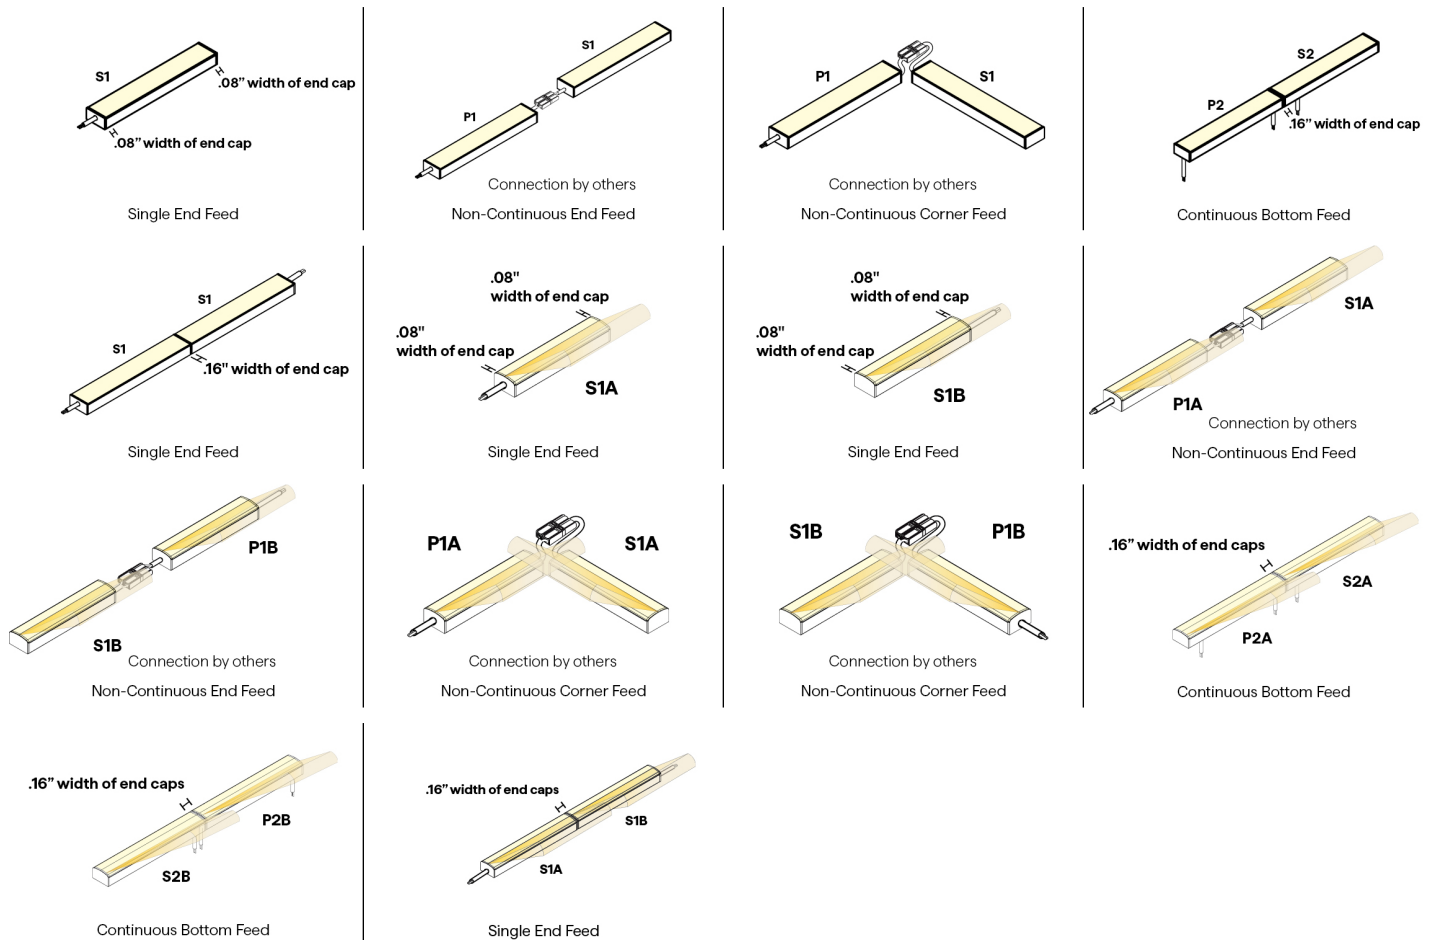 S1
.08” width of end cap
.08” width of end cap
Single End Feed
S1
P1
Connection by others
Non-Continuous End Feed
P1
S1
Connection by others
Non-Continuous Corner Feed
S2
P2
.16” width of end cap
Continuous Bottom Feed
S1
S1
.16" width of end cap
Single End Feed
.08"
width of end cap
.08"
width of end cap
S1A
Single End Feed
.08"
width of end cap
.08"
width of end cap
S1B
Single End Feed
S1A
P1A
Connection by others
Non-Continuous End Feed
P1B
S1B
Connection by others
Non-Continuous End Feed
P1A
S1A
Connection by others
Non-Continuous Corner Feed
S1B
P1B
Connection by others
Non-Continuous Corner Feed
.16” width of end caps
S2A
P2A
Continuous Bottom Feed
.16” width of end caps
P2B
S2B
Continuous Bottom Feed
.16” width of end caps
S1B
S1A
Single End Feed